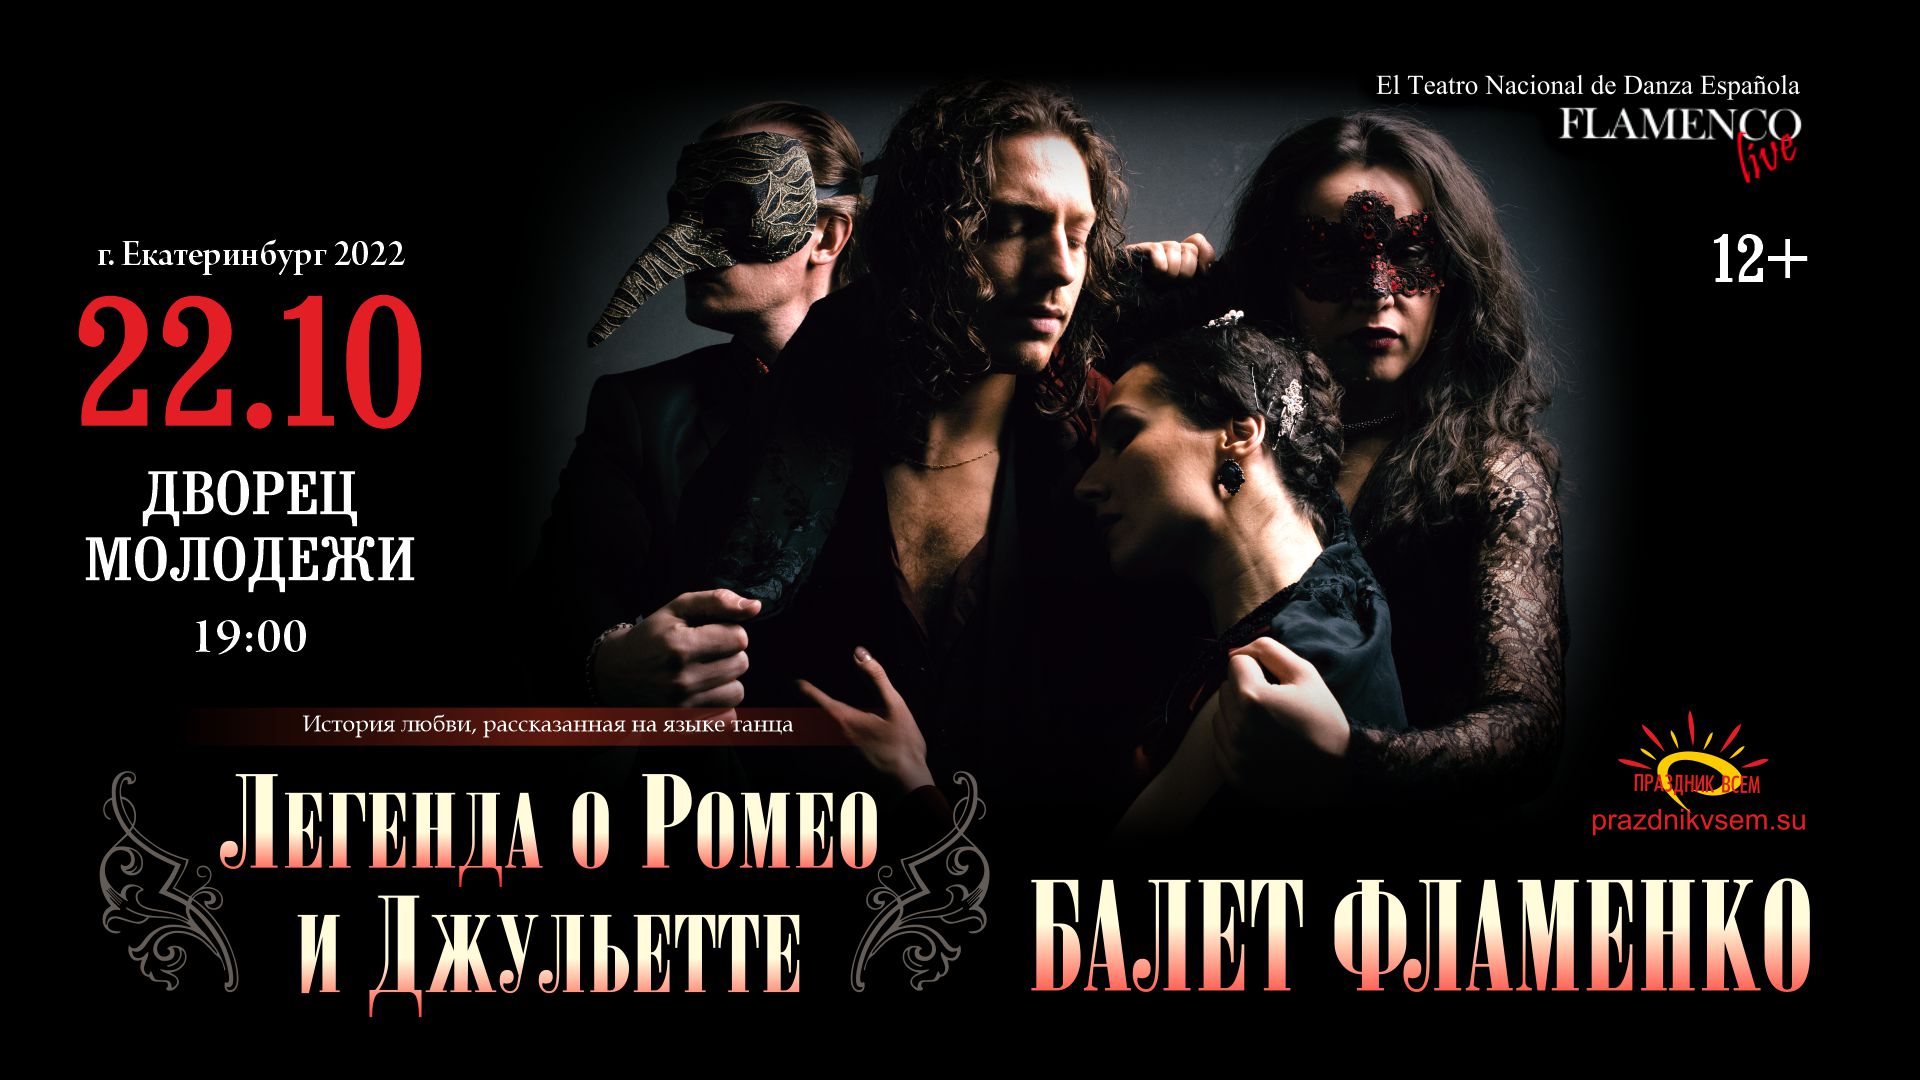 El Teatro Nacional de Danza Española
FLAMENCO
live
12+
г. Екатеринбург 2022
22.10
ДВОРЕЦ
МОЛОДЕЖИ
19:00
История любви, рассказанная на языке танца
Легенда о Ромео
и Джульетте
ПРАЗДНИК ВСЕМ
prazdnikvsem.su
БАЛЕТ ФЛАМЕНКО